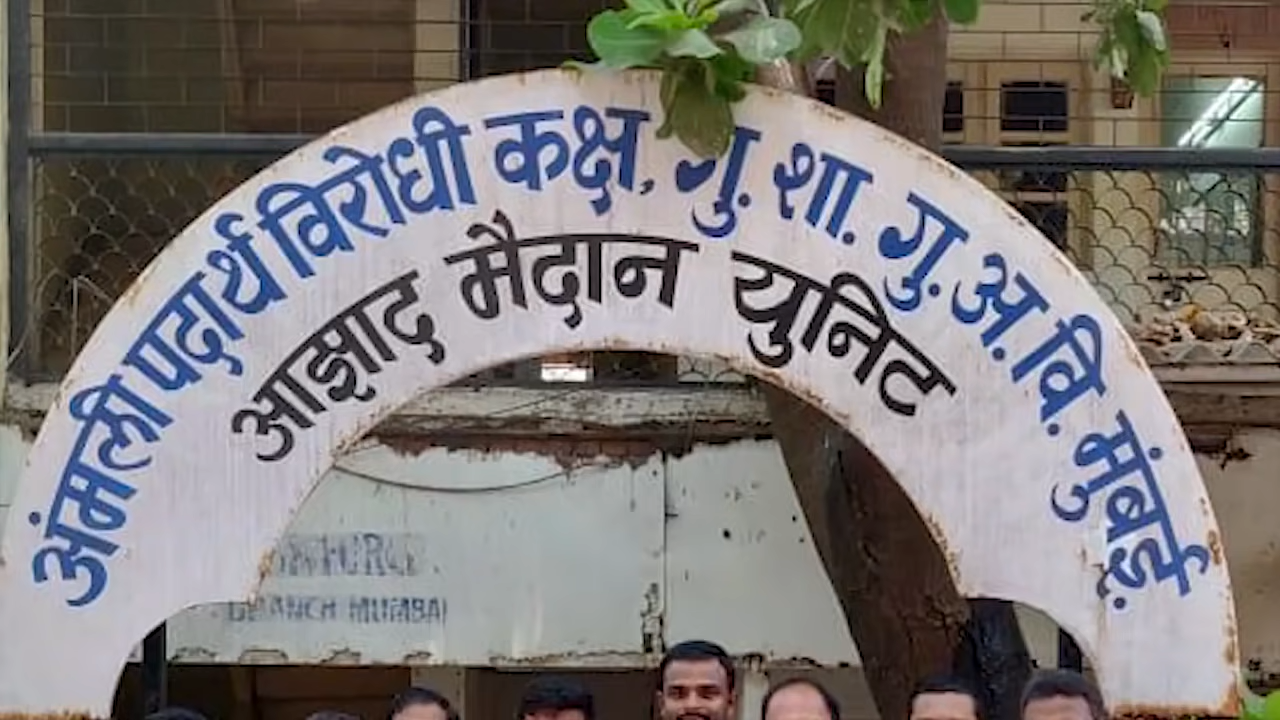 अंमली पदार्थ विरोधी कक्ष, गु. शा. गु. अ. वि. मुंबई.
आझाद मैदान युनिट
BRANCH MUMBAI